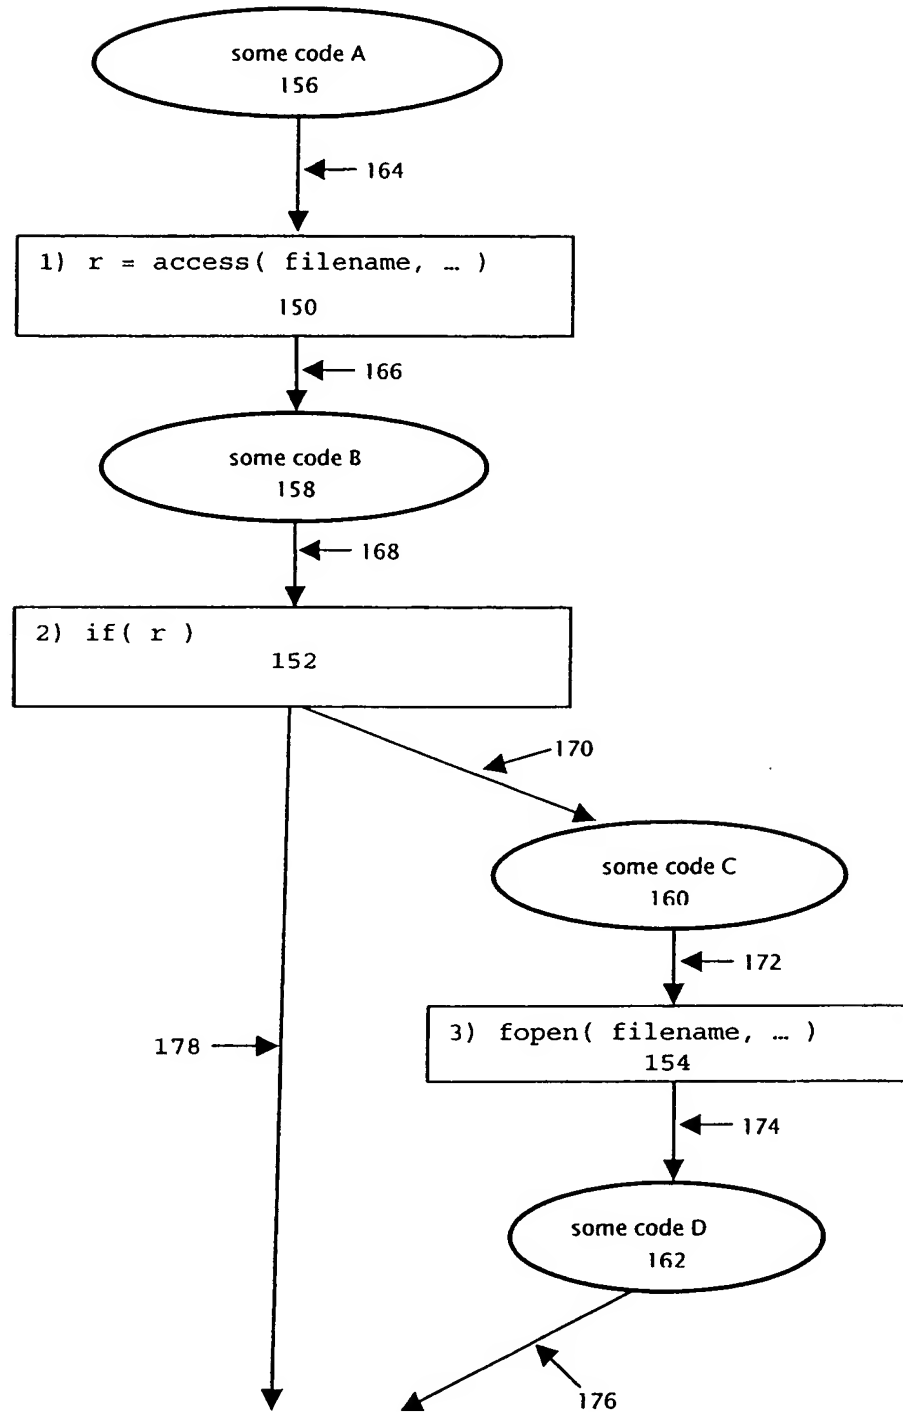 some code A
156
164
1) r = access( filename, … )
150
166
some code B
158
168
2) if( r )
152
170
some code C
160
172
3) fopen( filename, … )
154
178
174
some code D
162
176